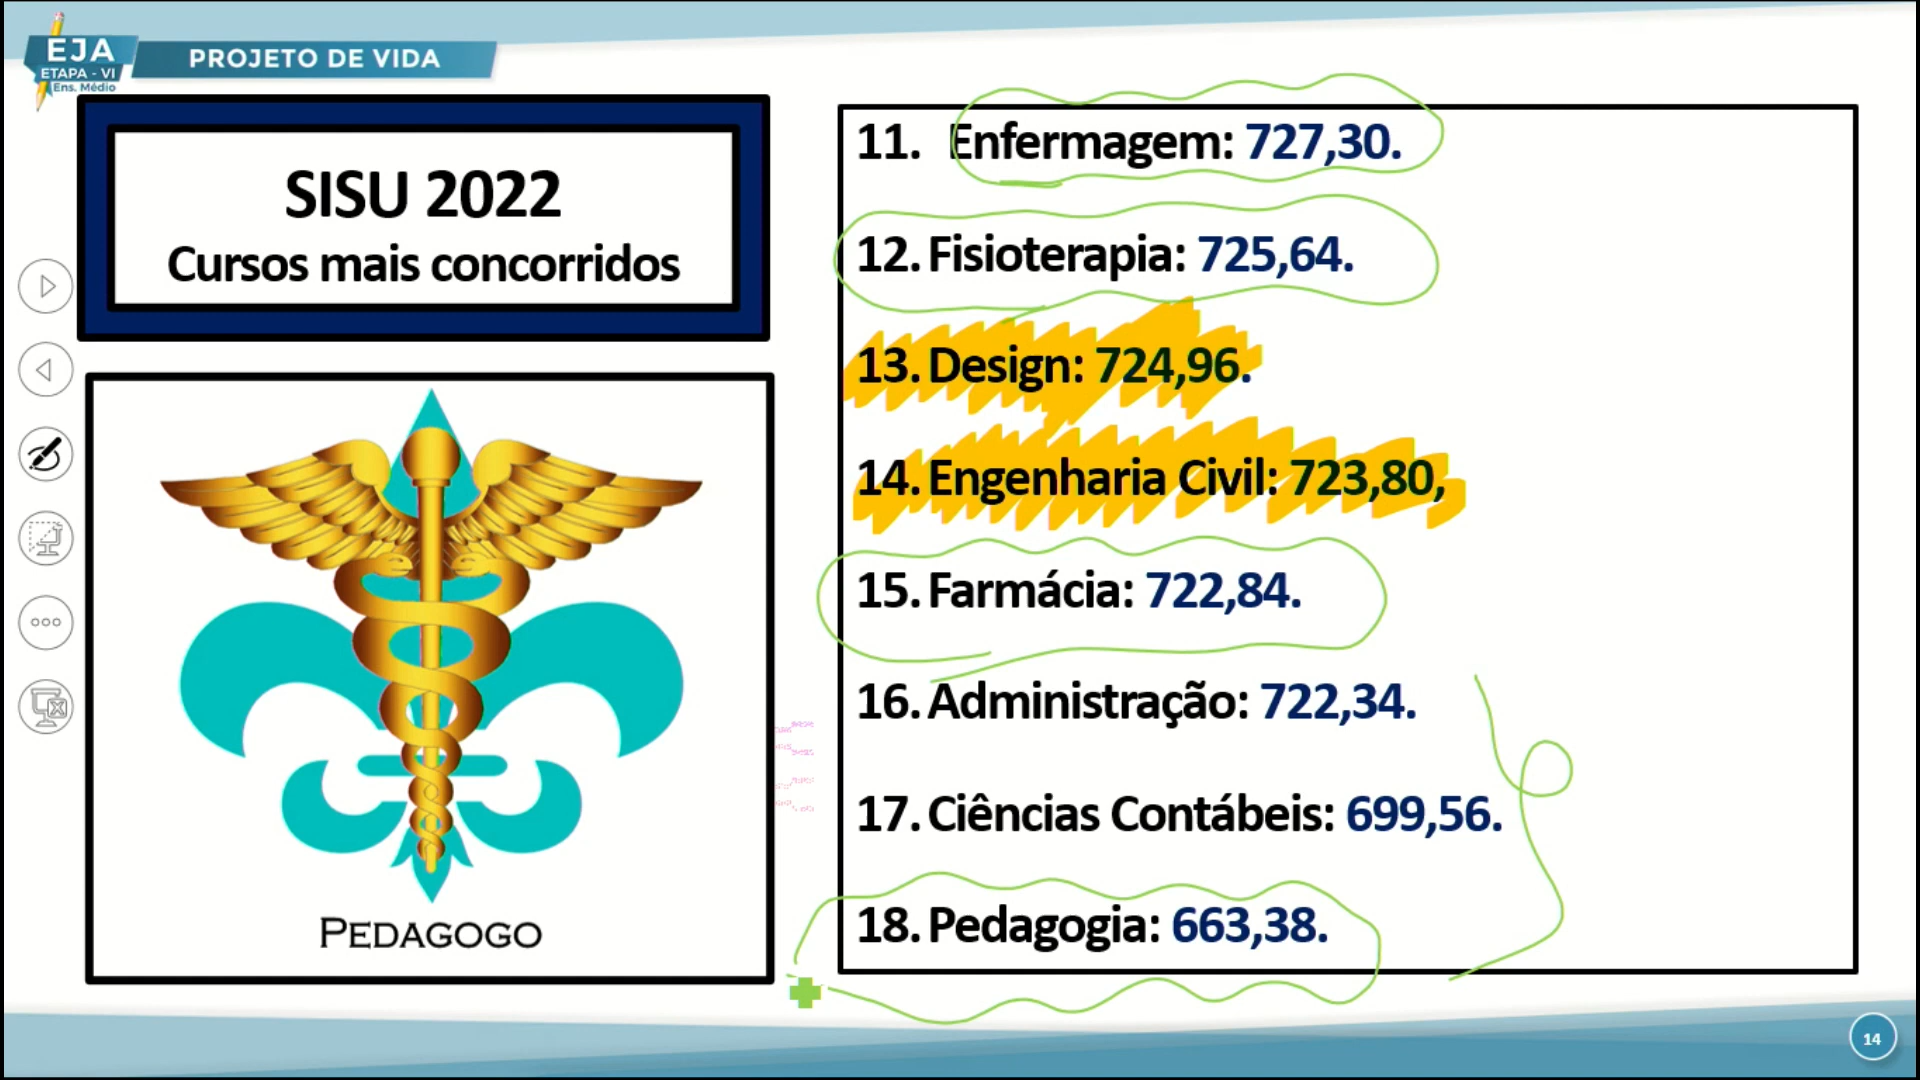 EJA
ETAPA - VI
Ens. Médio
PROJETO DE VIDA
SISU 2022
Cursos mais concorridos
PEDAGOGO
11. Enfermagem: 727,30.
12. Fisioterapia: 725,64.
13. Design: 724,96.
14. Engenharia Civil: 723,80,
15. Farmácia: 722,84.
16. Administração: 722,34.
17. Ciências Contábeis: 699,56.
18. Pedagogia: 663,38.
14